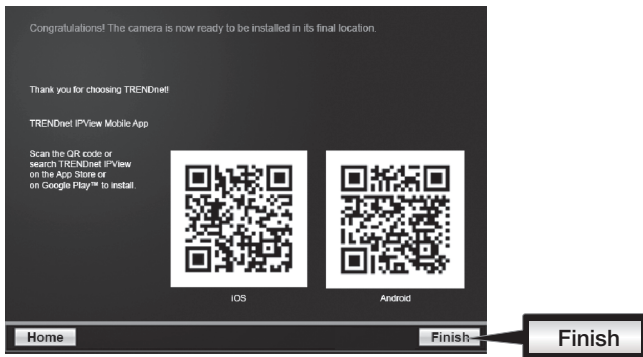 Congratulations! The camera is now ready to be installed in its final location.
Thank you for choosing TRENDnet!
TRENDnet IPView Mobile App
Scan the QR code or
search TRENDnet IPView
on the App Store or
on Google Play™ to install.
iOS
Android
Home
Finish
Finish